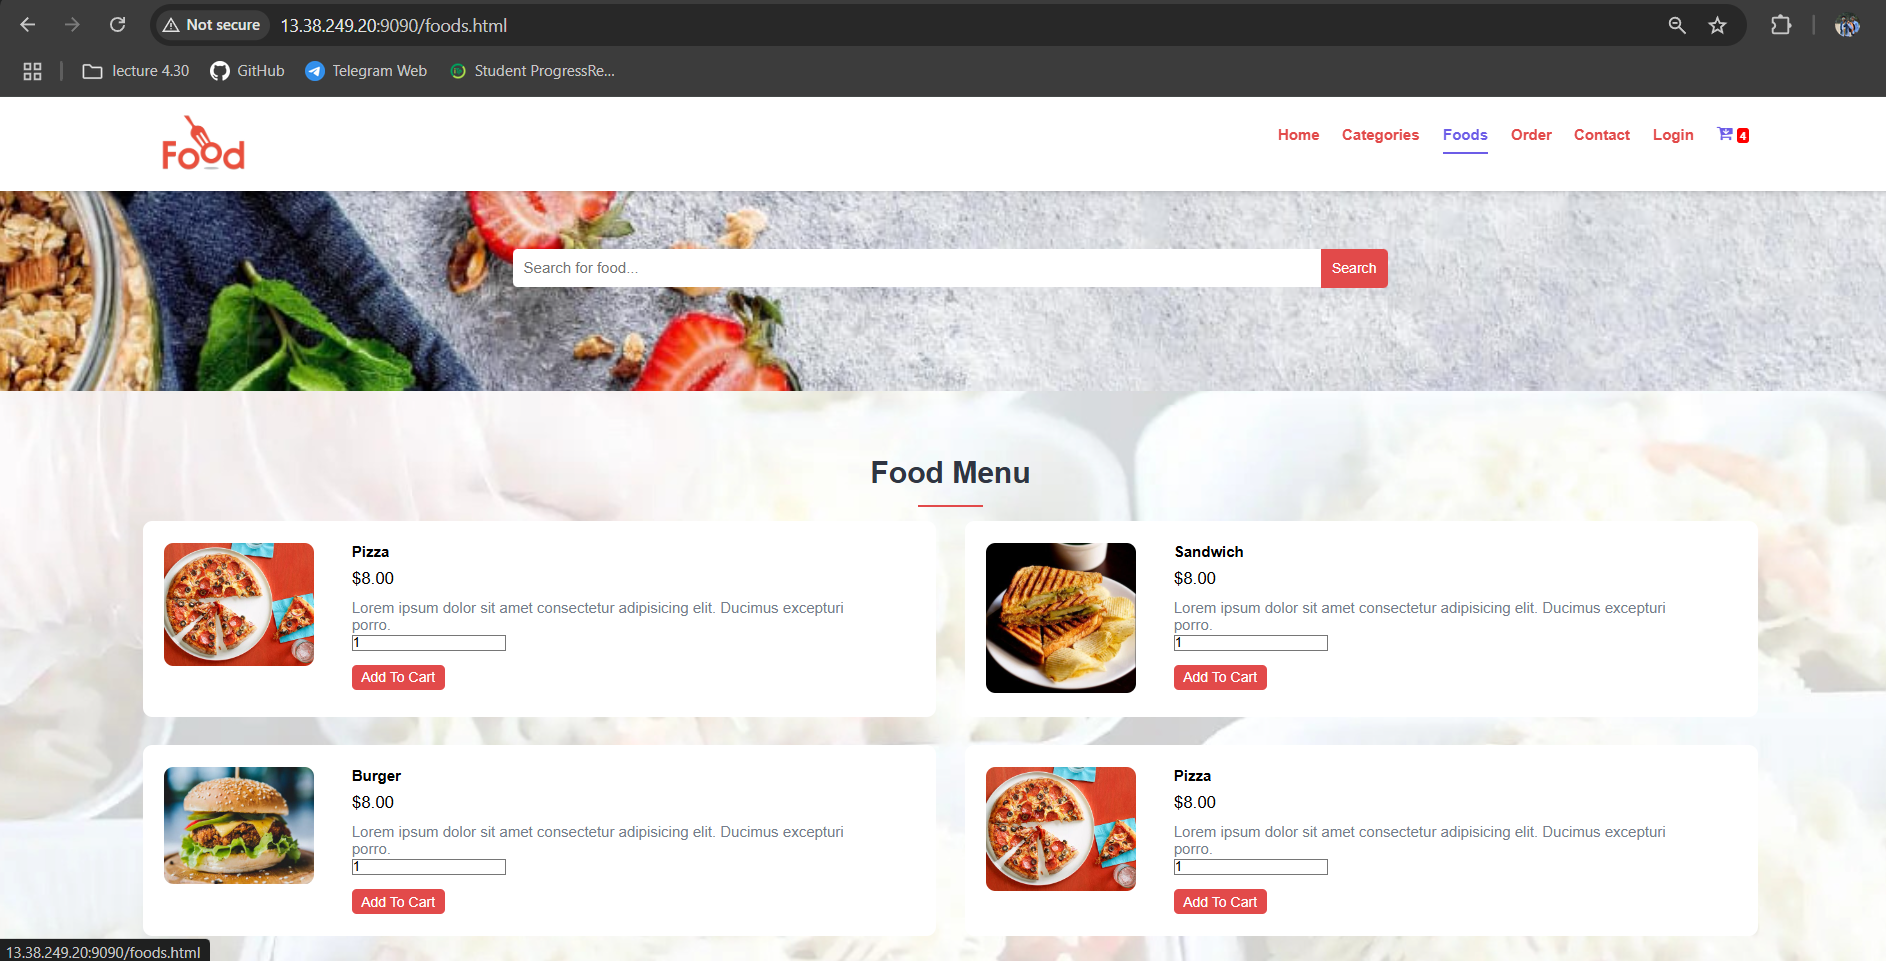 Not secure 13.38.249.20:9090/foods.html
lecture 4.30 GitHub Telegram Web Student ProgressRe...
Food
Home Categories Foods Order Contact Login 4
Search for food... Search
Food Menu
Pizza
$8.00
Lorem ipsum dolor sit amet consectetur adipisicing elit. Ducimus excepturi
porro.
1
Add To Cart
Sandwich
$8.00
Lorem ipsum dolor sit amet consectetur adipisicing elit. Ducimus excepturi
porro.
1
Add To Cart
Burger
$8.00
Lorem ipsum dolor sit amet consectetur adipisicing elit. Ducimus excepturi
porro.
1
Add To Cart
Pizza
$8.00
Lorem ipsum dolor sit amet consectetur adipisicing elit. Ducimus excepturi
porro.
1
Add To Cart
13.38.249.20:9090/foods.html